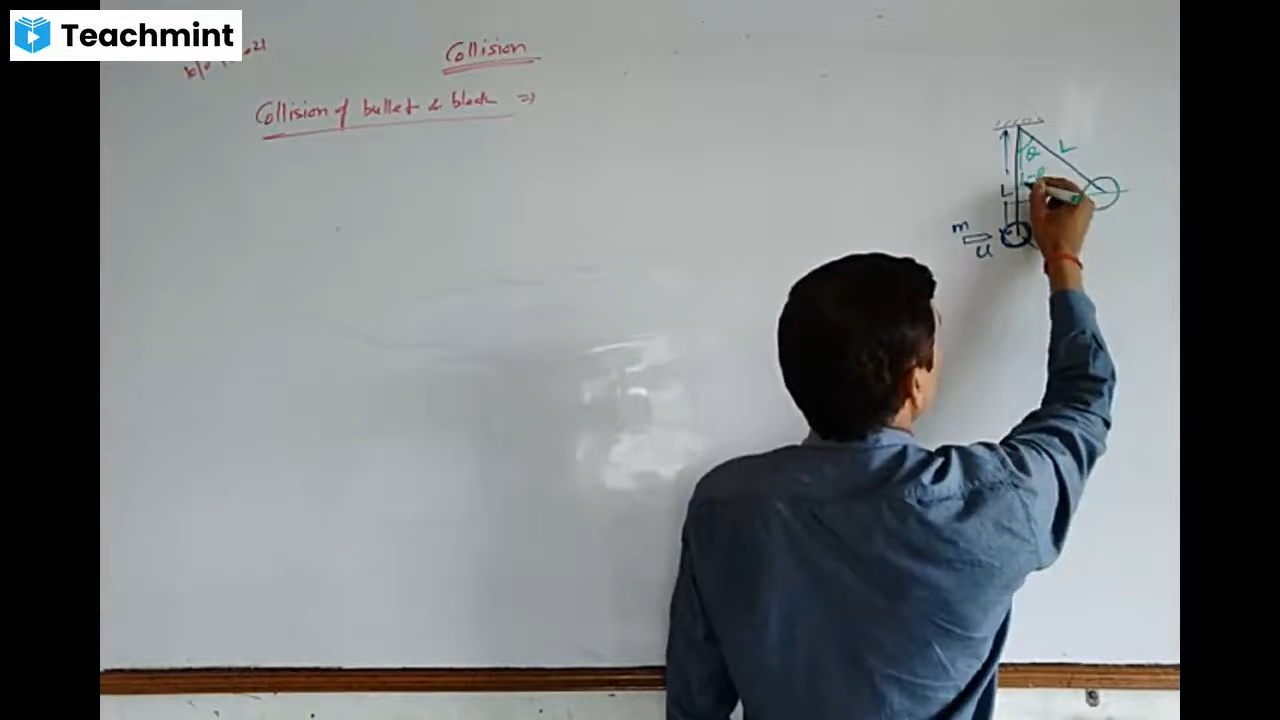 Teachmint
Collision
Collision of bullet & block ⇒
θ
L
L
m
u